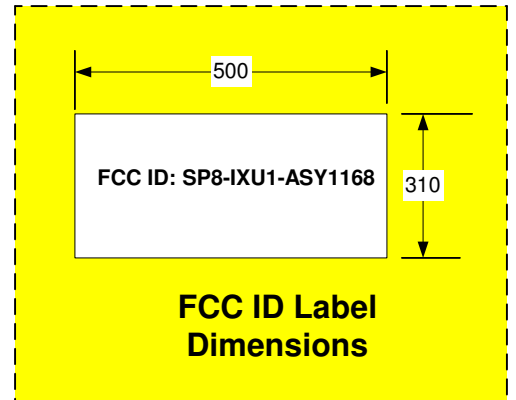 500
FCC ID: SP8-IXU1-ASY1168
310
FCC ID Label
Dimensions